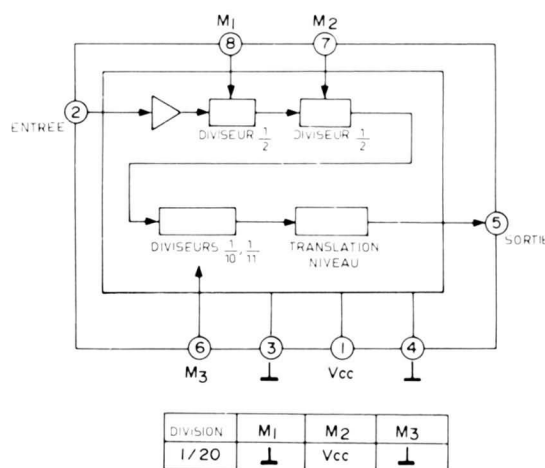 M1 M2
8 7
2
ENTREE
DIVISEUR 1/2 DIVISEUR 1/2
5
SORTIE
DIVISEURS 1/10, 1/11 TRANSLATION
NIVEAU
6 3 1 4
M3 Vcc
DIVISION M1 M2 M3
1/20 Vcc